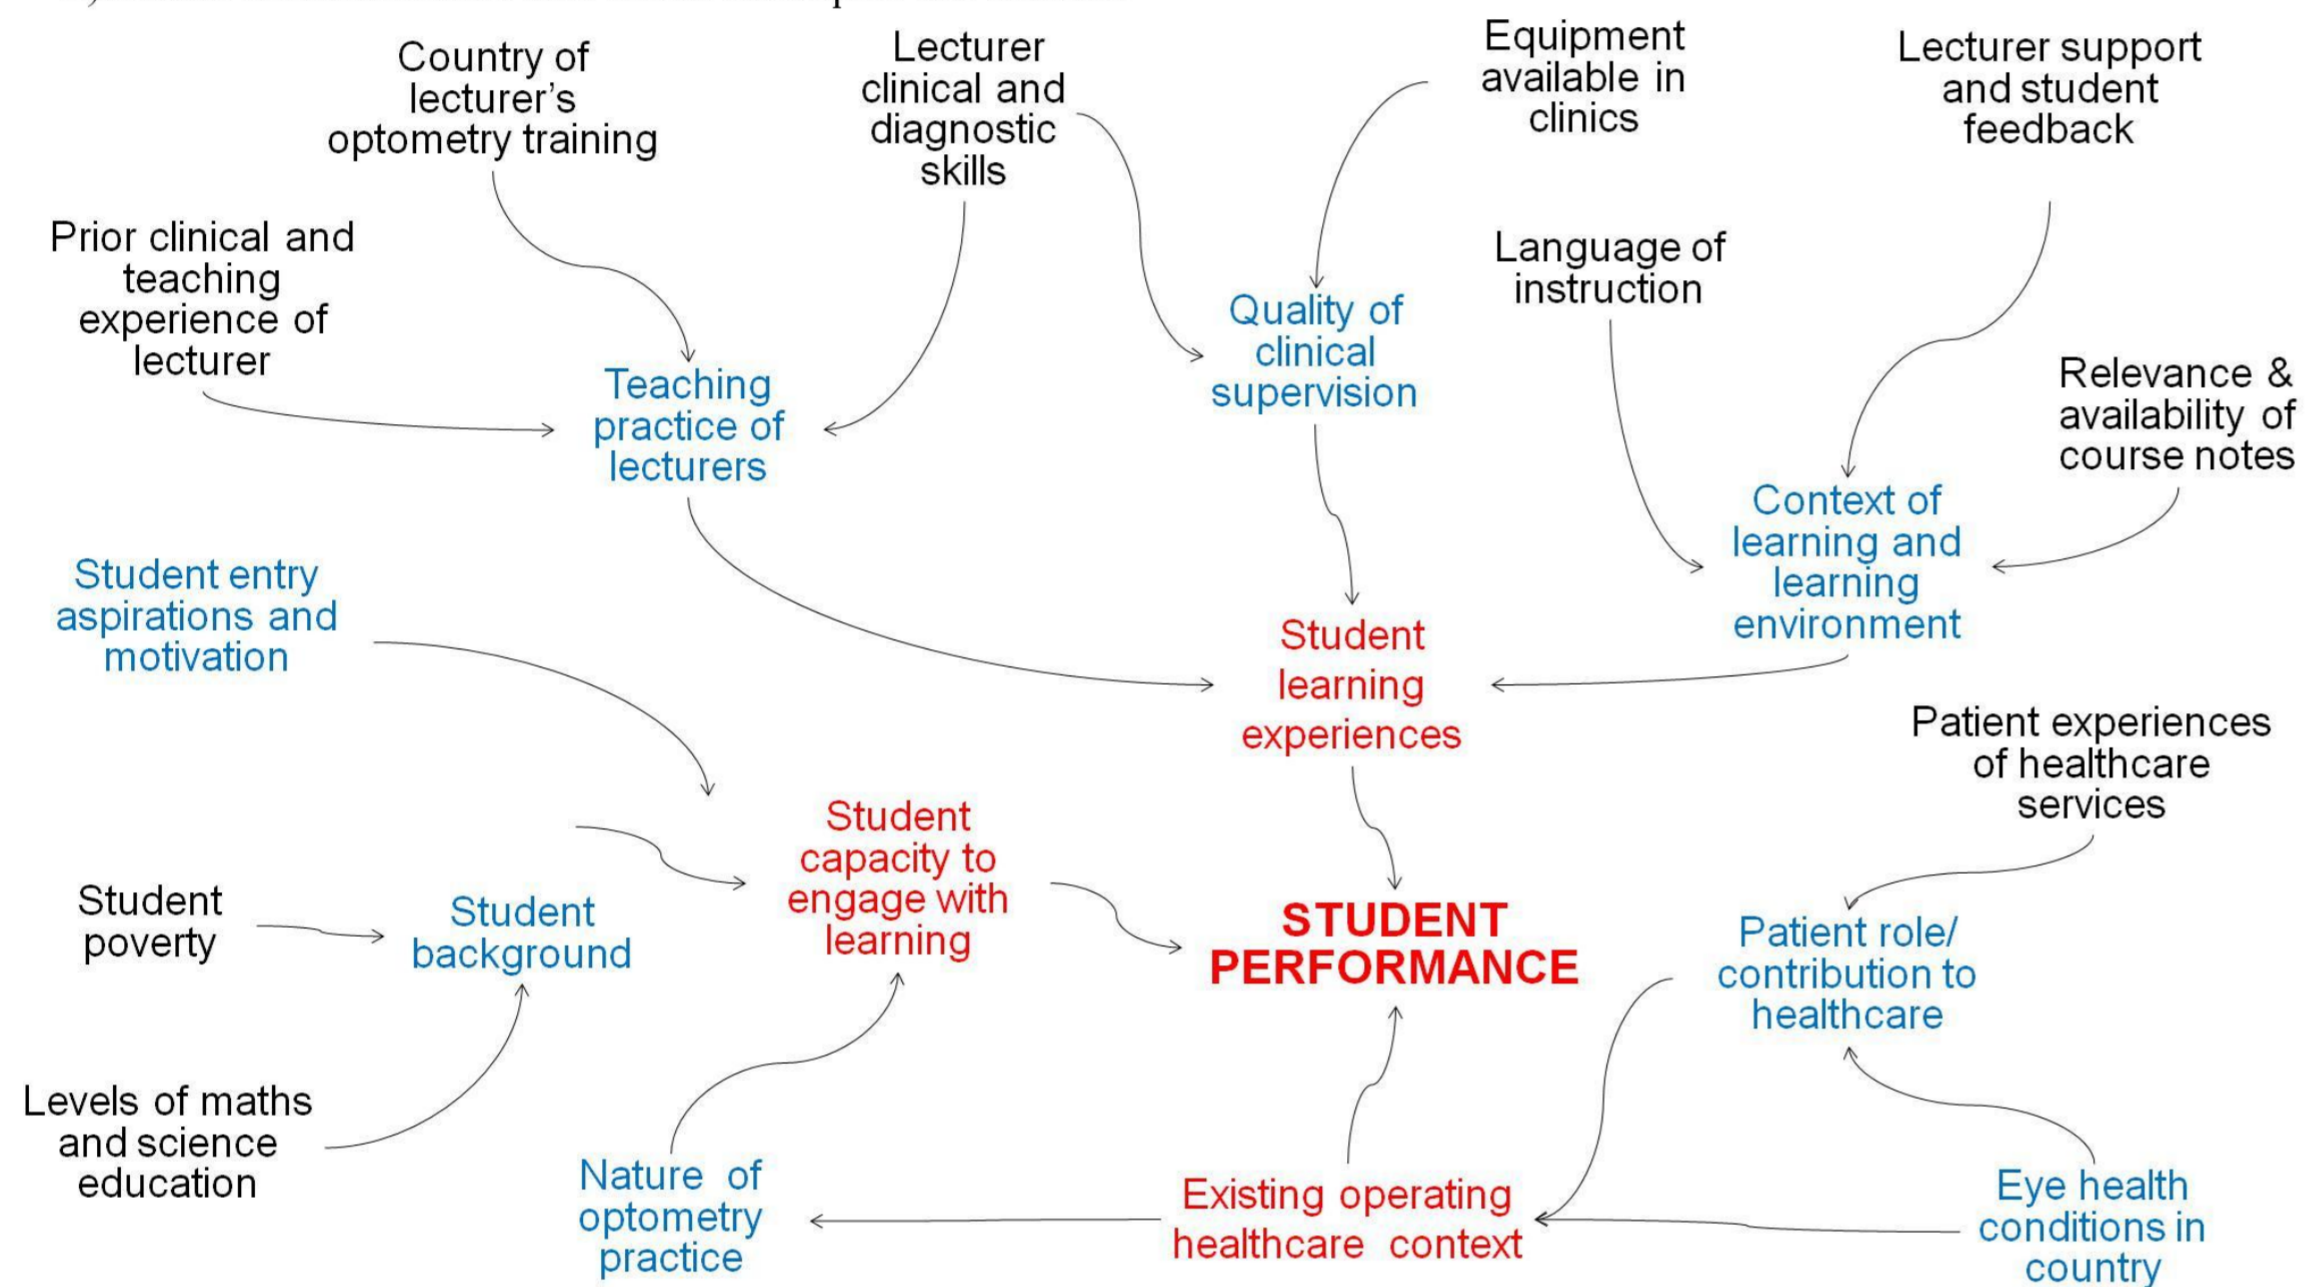 Country of
lecturer’s
optometry training
Lecturer
clinical and
diagnostic
skills
Equipment
available in
clinics
Lecturer support
and student
feedback
Prior clinical and
teaching
experience of
lecturer
Language of
instruction
Quality of
clinical
supervision
Teaching
practice of
lecturers
Relevance &
availability of
course notes
Context of
learning and
learning
environment
Student entry
aspirations and
motivation
Student
learning
experiences
Patient experiences
of healthcare
services
Student
capacity to
engage with
learning
Student
poverty
Student
background
STUDENT
PERFORMANCE
Patient role/
contribution to
healthcare
Levels of maths
and science
education
Nature of
optometry
practice
Existing operating
healthcare context
Eye health
conditions in
country